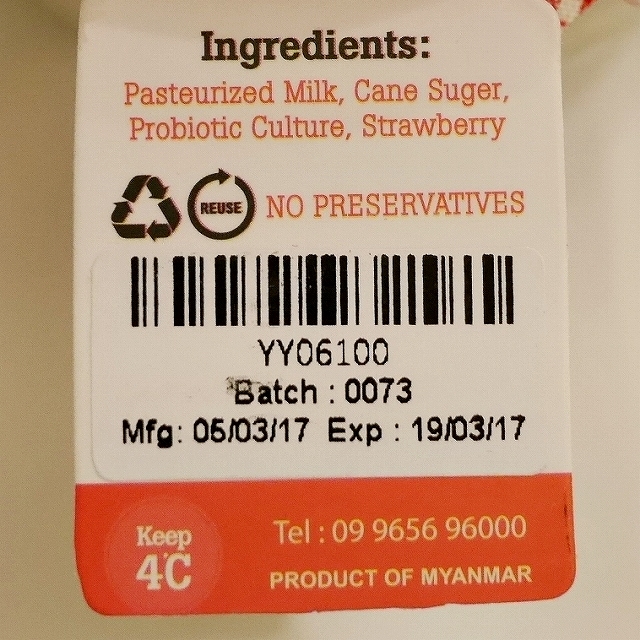 Ingredients:
Pasteurized Milk, Cane Suger,
Probiotic Culture, Strawberry
REUSE
NO PRESERVATIVES
YY06100
Batch : 0073
Mfg: 05/03/17 Exp : 19/03/17
Keep
4°C
Tel : 09 9656 96000
PRODUCT OF MYANMAR